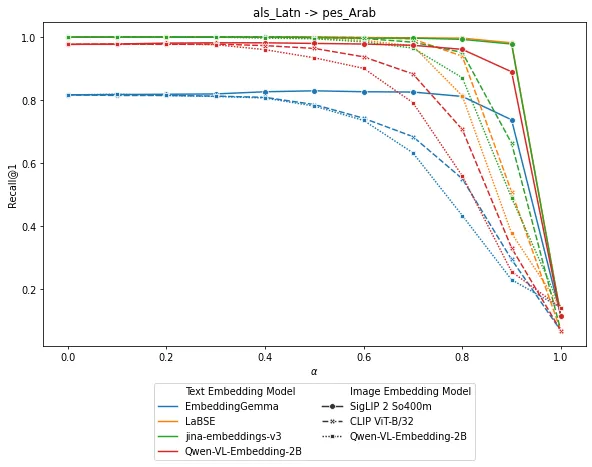 als_Latn -> pes_Arab
Recall@1
1.0
0.8
0.6
0.4
0.2
0.0 0.2 0.4 0.6 0.8 1.0
α
Text Embedding Model Image Embedding Model
EmbeddingGemma SigLIP 2 So400m
LaBSE CLIP ViT-B/32
jina-embeddings-v3 Qwen-VL-Embedding-2B
Qwen-VL-Embedding-2B